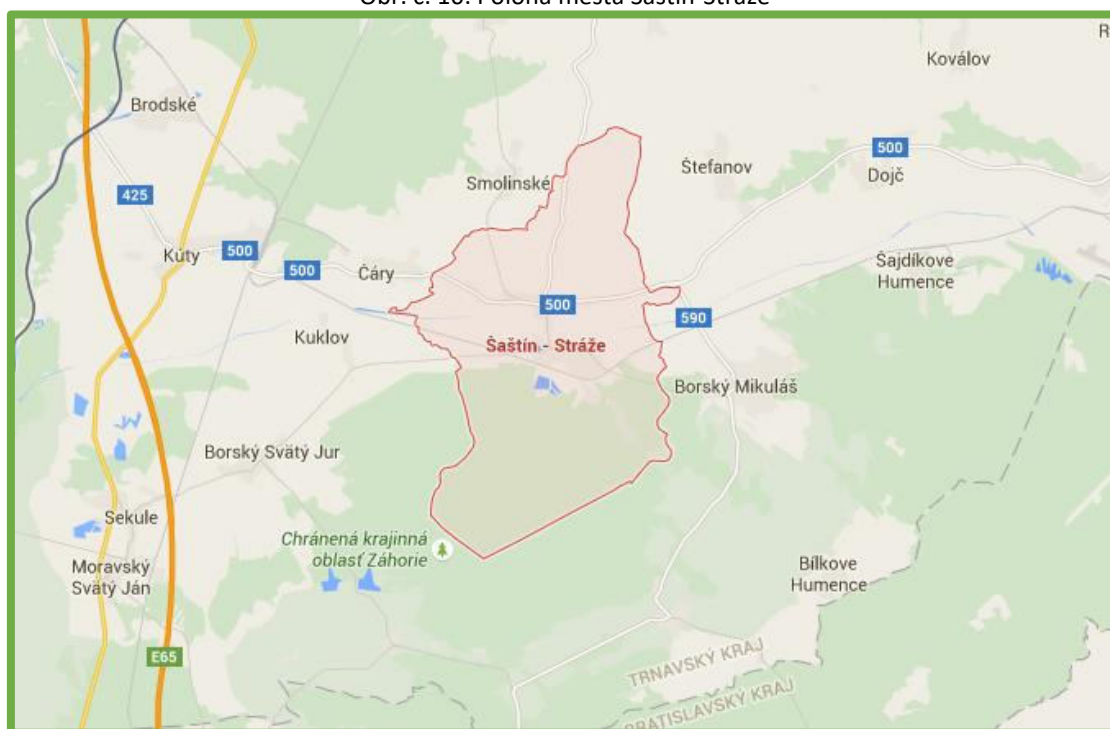 Obr. č. 10: Poloha mesta Šaštín-Stráže
Koválov
Brodské
500
Štefanov
Dojč
Smolinské
425
Kúty
500
500
Čáry
Šajdíkove
Humence
500
590
Kuklov
Šaštín - Stráže
Borský Mikuláš
Borský Svätý Jur
Sekule
Chránená krajinná
oblasť Záhorie
Moravský
Svätý Ján
Bílkove
Humence
E65
TRNAVSKÝ KRAJ
BRATISLAVSKÝ KRAJ